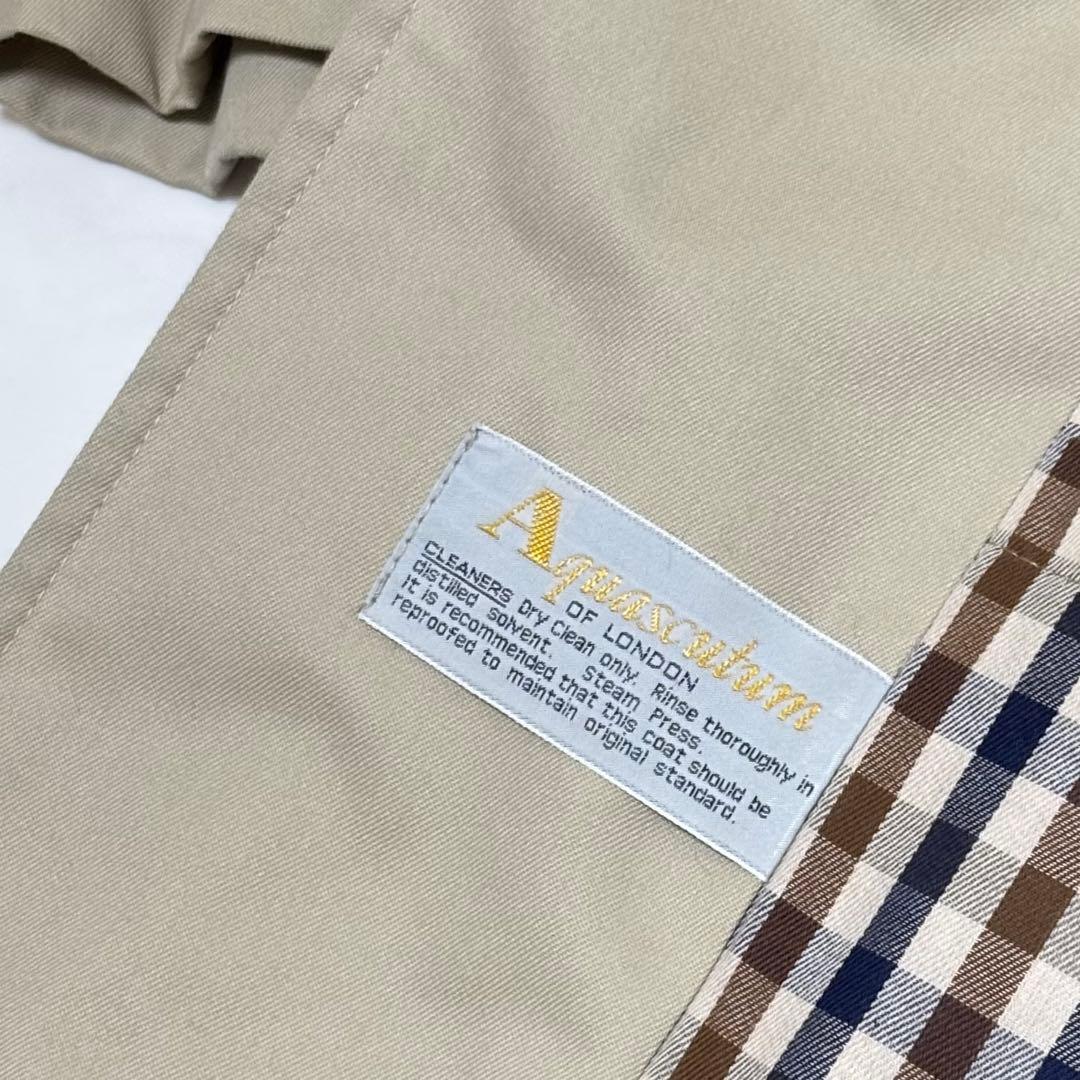 Aquascutum
OF LONDON
CLEANERS Dry Clean only. Rinse thoroughly in
distilled solvent. Steam Press.
It is recommended that this coat should be
reproofed to maintain original standard.